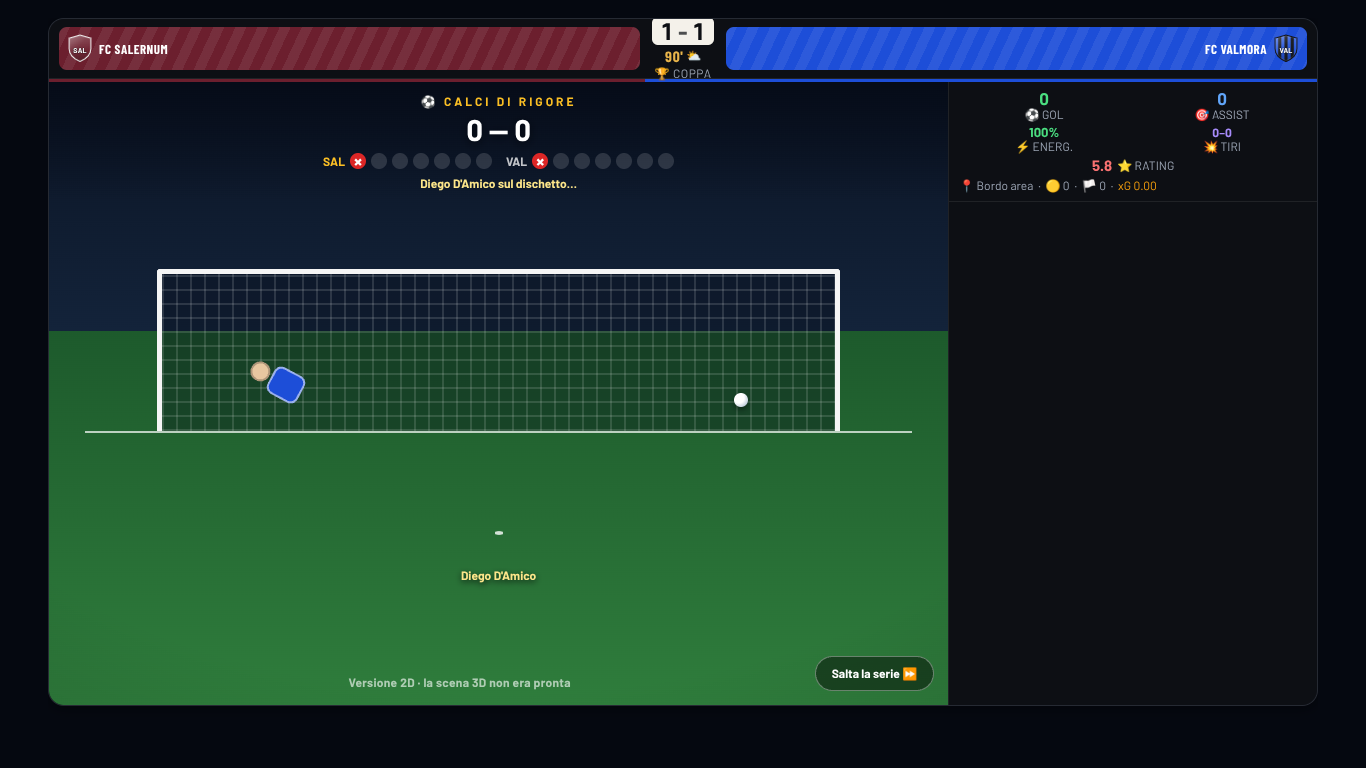 SAL FC SALERNUM
1 - 1
90'
COPPA
FC VALMORA VAL
CALCI DI RIGORE
0 – 0
SAL VAL
Diego D'Amico sul dischetto...
Diego D'Amico
Versione 2D · la scena 3D non era pronta
Salta la serie
0 0
GOL ASSIST
100% 0–0
ENERG. TIRI
5.8 RATING
Bordo area · 0 · 0 · xG 0.00